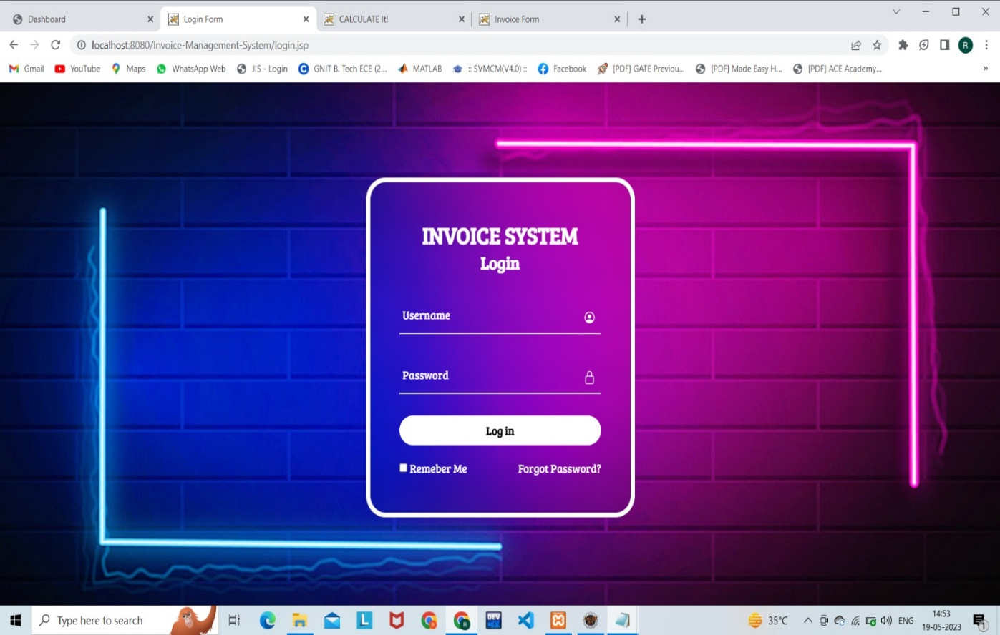 Dashboard
Login Form
CALCULATE It!
Invoice Form
localhost:8080/Invoice-Management-System/login.jsp
R
Gmail
YouTube
Maps
WhatsApp Web
JIS - Login
GNIT B. Tech ECE (2...
MATLAB
:: SVMCM(V4.0) ::
Facebook
[PDF] GATE Previou...
[PDF] Made Easy H...
[PDF] ACE Academy...
»
INVOICE SYSTEM
Login
Username
Password
Log in
Remeber Me
Forgot Password?
Type here to search
L
DEV
35°C
ENG
14:53
19-05-2023
1